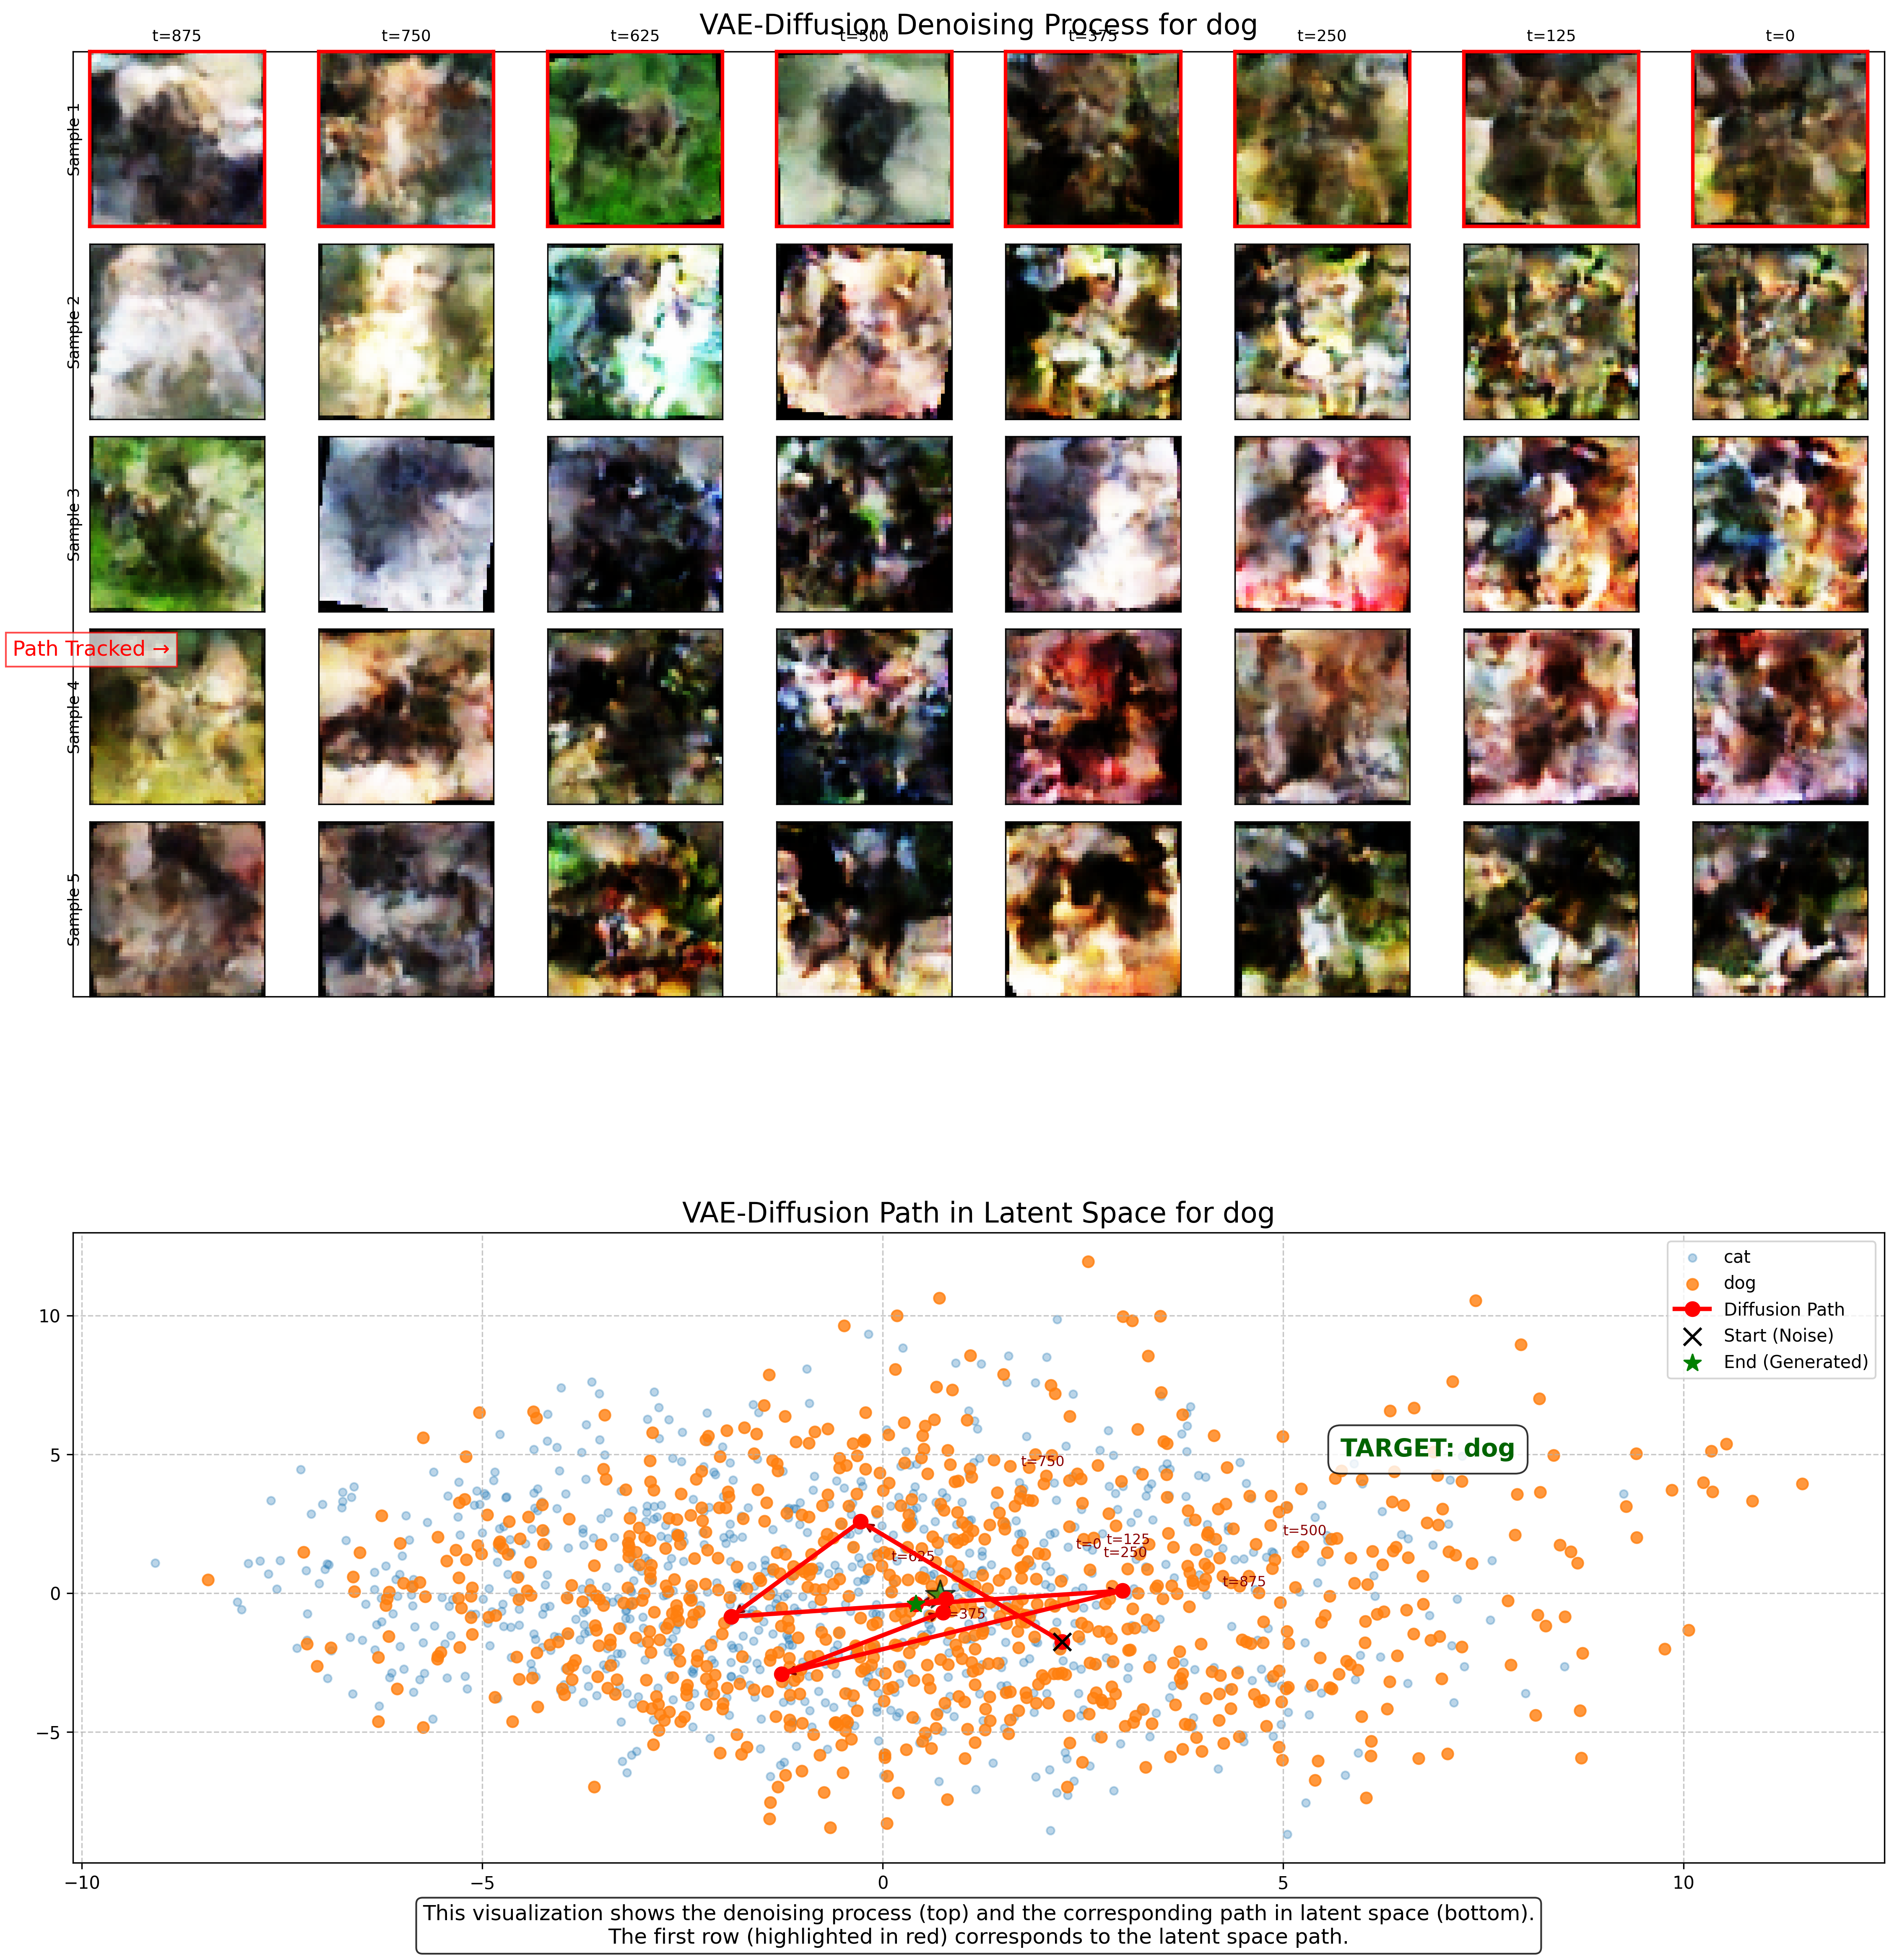 VAE-Diffusion Denoising Process for dog
t=875
t=750
t=625
t=500
t=375
t=250
t=125
t=0
Sample 1
Sample 2
Sample 3
Path Tracked →
Sample 4
Sample 5
VAE-Diffusion Path in Latent Space for dog
cat
dog
Diffusion Path
Start (Noise)
End (Generated)
TARGET: dog
t=750
t=500
t=125
t=0
t=250
t=625
t=875
=375
10
5
0
−5
−10
−5
0
5
10
This visualization shows the denoising process (top) and the corresponding path in latent space (bottom).
The first row (highlighted in red) corresponds to the latent space path.